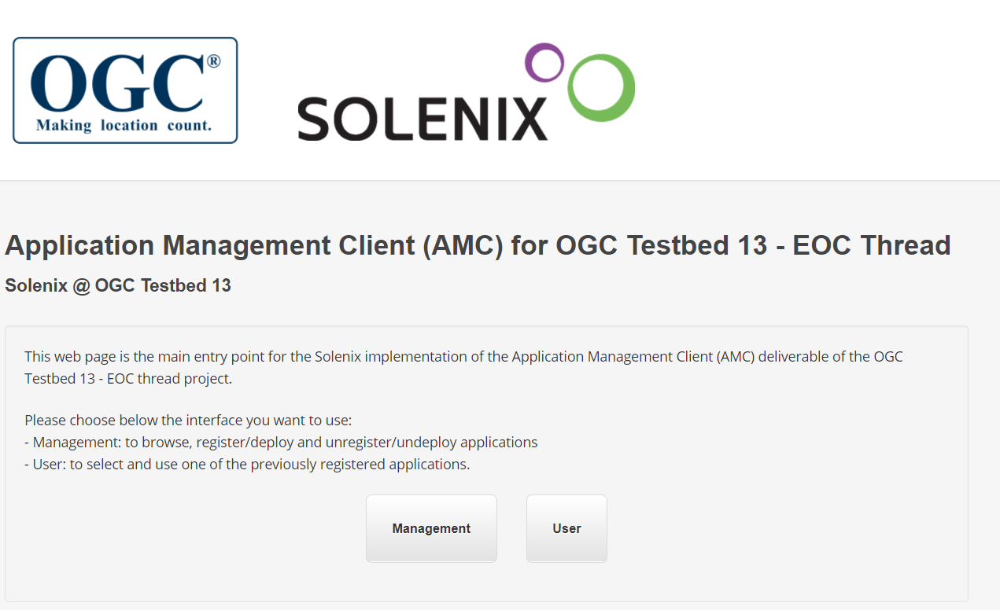 OGC®
Making location count.
SOLENIX
Application Management Client (AMC) for OGC Testbed 13 - EOC Thread
Solenix @ OGC Testbed 13
This web page is the main entry point for the Solenix implementation of the Application Management Client (AMC) deliverable of the OGC
Testbed 13 - EOC thread project.
Please choose below the interface you want to use:
- Management: to browse, register/deploy and unregister/undeploy applications
- User: to select and use one of the previously registered applications.
Management
User